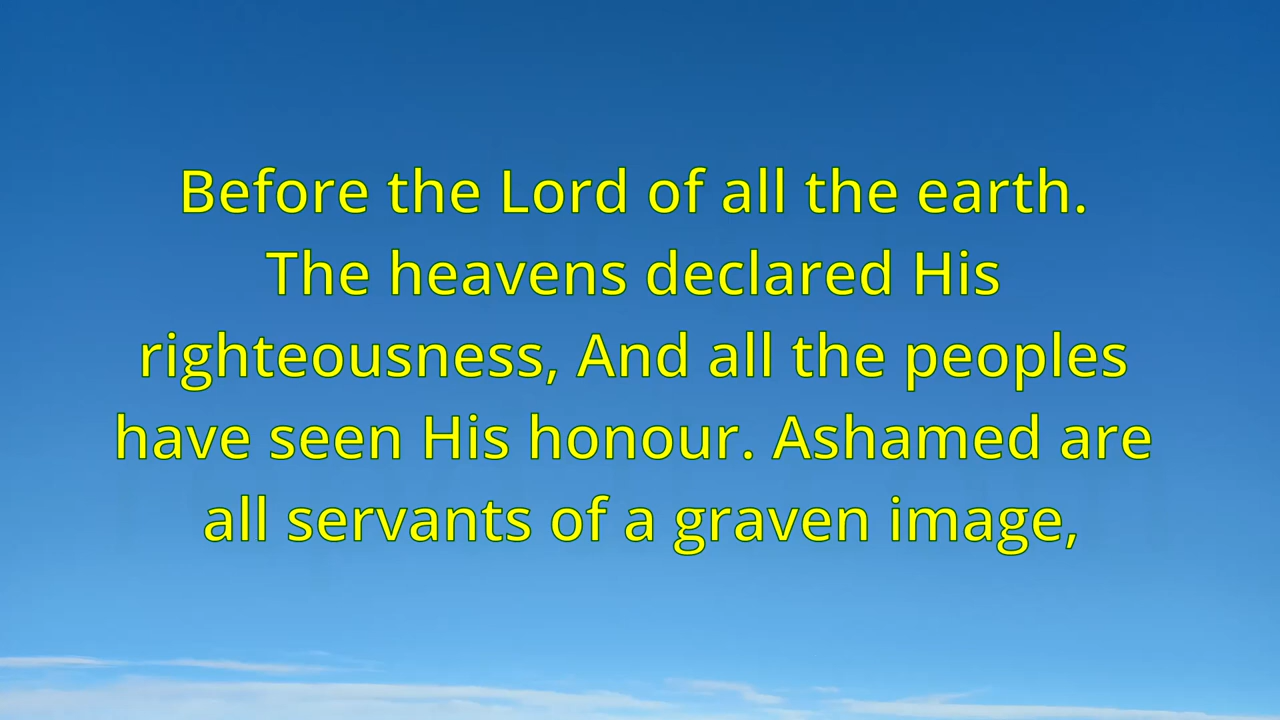 Before the Lord of all the earth.
The heavens declared His
righteousness, And all the peoples
have seen His honour. Ashamed are
all servants of a graven image,